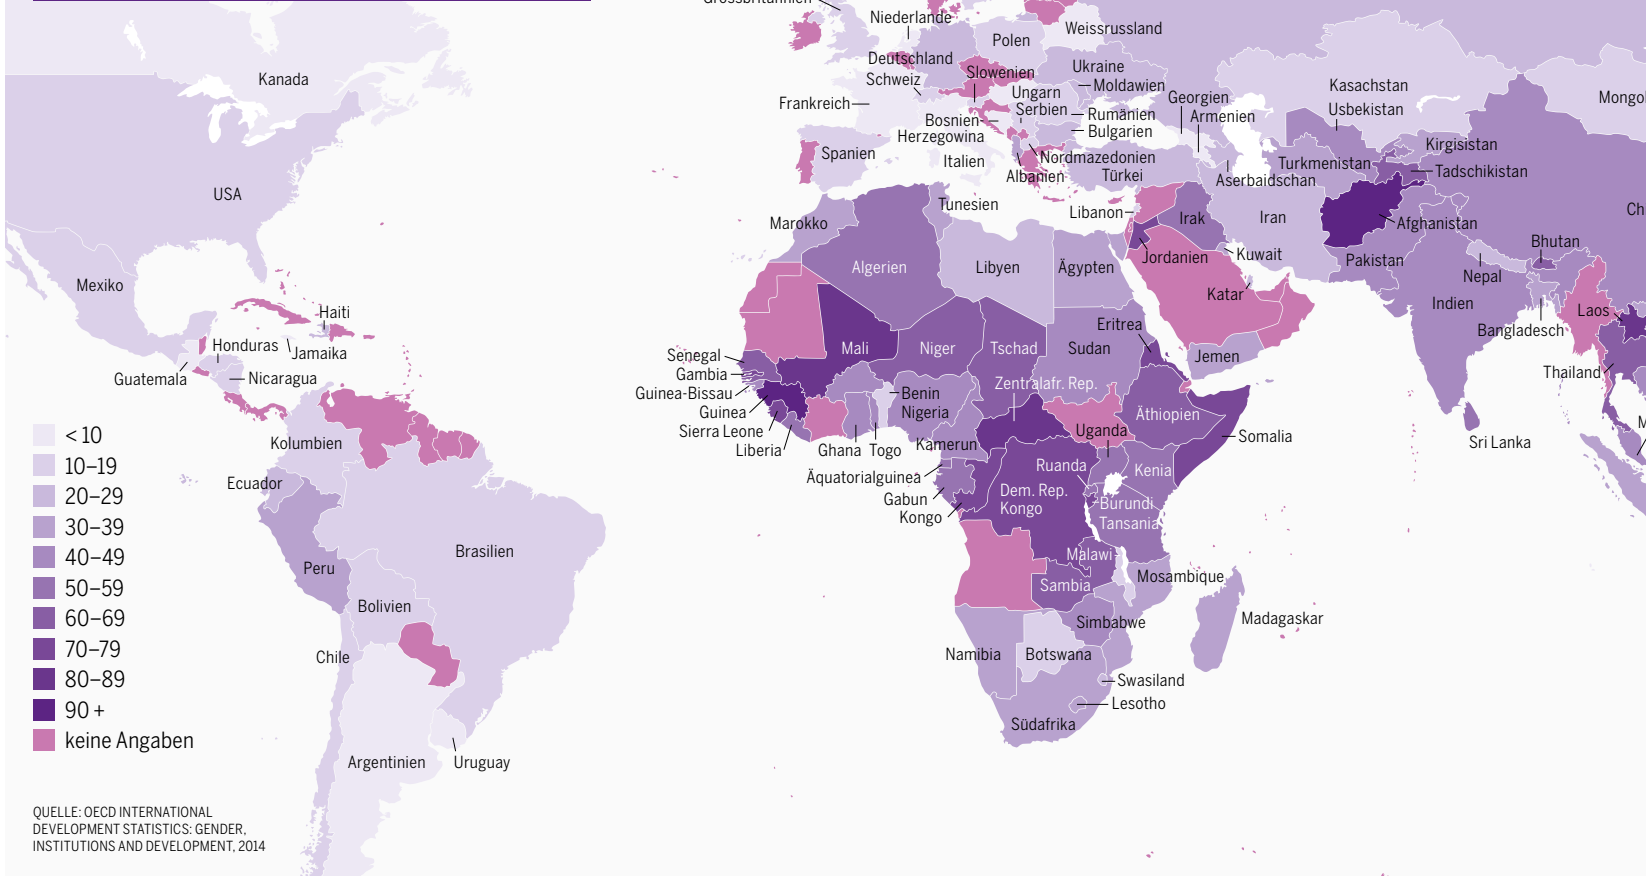 Grossbritannien
Niederlande
Weissrussland
Polen
Deutschland
Ukraine
Schweiz
Slowenien
Moldawien
Kanada
Kasachstan
Ungarn
Frankreich
Serbien
Georgien
Usbekistan
Rumänien
Armenien
Bosnien-
Herzegowina
Bulgarien
Kirgisistan
Spanien
Italien
Nordmazedonien
Turkmenistan
Albanien
Türkei
Aserbaidschan
Tadschikistan
USA
Tunesien
Libanon
Marokko
Irak
Iran
Afghanistan
Jordanien
Kuwait
Bhutan
Algerien
Libyen
Ägypten
Pakistan
Nepal
Mexiko
Katar
Indien
Haiti
Laos
Eritrea
Bangladesch
Honduras
Jamaika
Senegal
Mali
Niger
Tschad
Sudan
Jemen
Guatemala
Nicaragua
Gambia
Zentralafr. Rep.
Thailand
Guinea-Bissau
Benin
Guinea
Nigeria
Äthiopien
Sierra Leone
Uganda
Somalia
Kolumbien
Liberia
Ghana
Togo
Kamerun
Sri Lanka
Äquatorialguinea
Ruanda
Kenia
Ecuador
Gabun
Dem. Rep.
Kongo
Burundi
Kongo
Tansania
Brasilien
Malawi
Peru
Sambia
Mosambique
Bolivien
Simbabwe
Madagaskar
Chile
Namibia
Botswana
Swasiland
Lesotho
Südafrika
Argentinien
Uruguay
< 10
10–19
20–29
30–39
40–49
50–59
60–69
70–79
80–89
90 +
keine Angaben
QUELLE: OECD INTERNATIONAL
DEVELOPMENT STATISTICS: GENDER,
INSTITUTIONS AND DEVELOPMENT, 2014